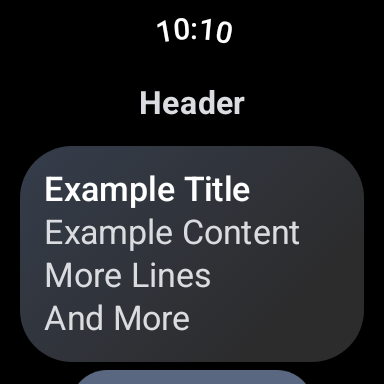 10:10
Header
Example Title
Example Content
More Lines
And More